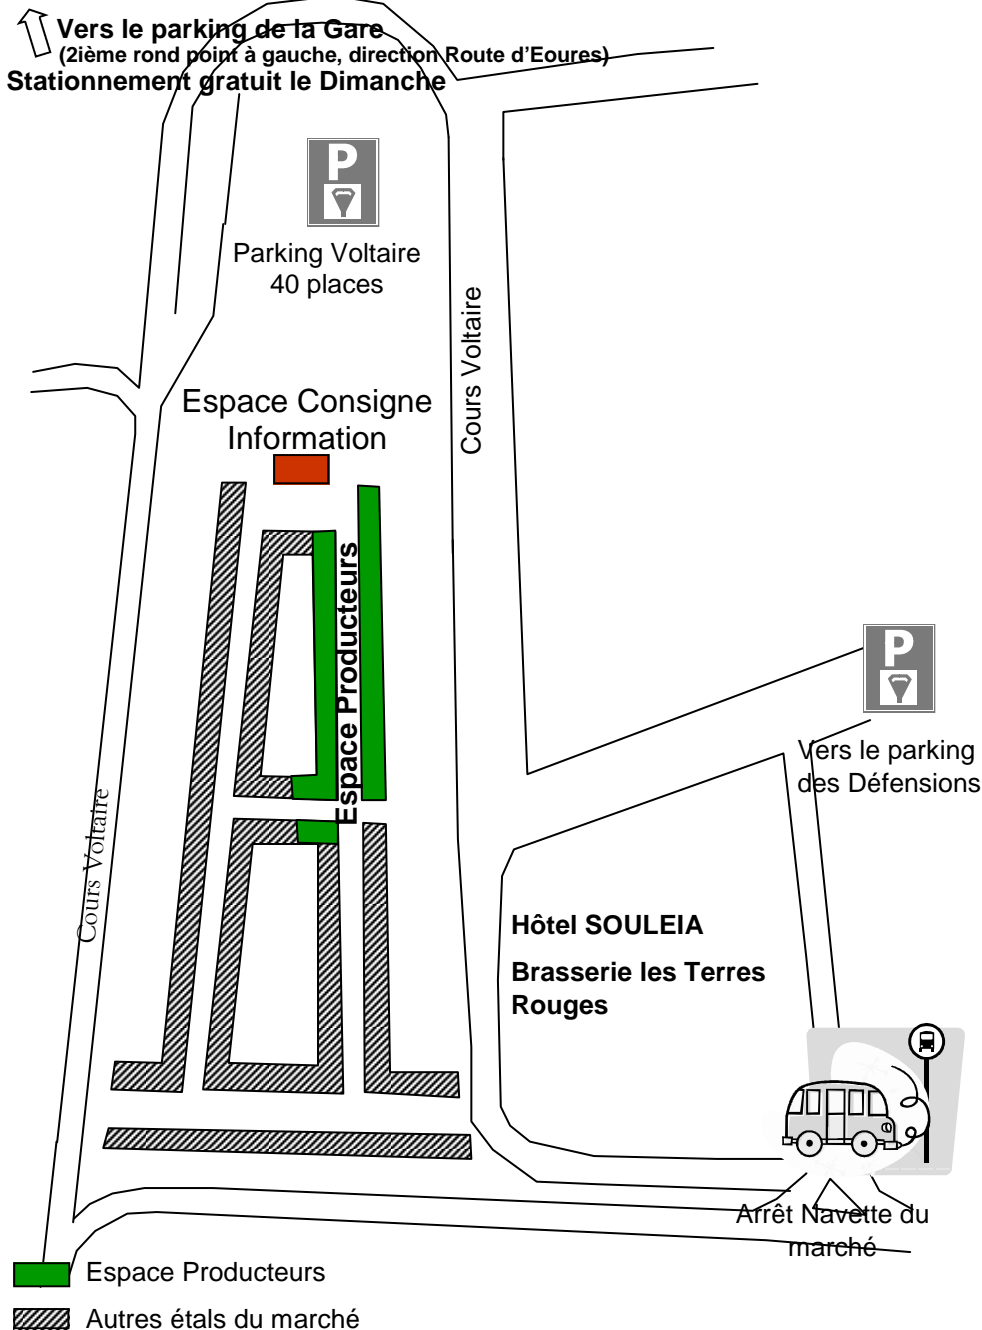 Vers le parking de la Gare
(2ième rond point à gauche, direction Route d'Eoures)
Stationnement gratuit le Dimanche
P
Parking Voltaire
40 places
Cours Voltaire
Espace Consigne
Information
Espace Producteurs
P
Vers le parking
des Défensions
Cours Voltaire
Hôtel SOULEIA
Brasserie les Terres
Rouges
Arrêt Navette du
marché
Espace Producteurs
Autres étals du marché